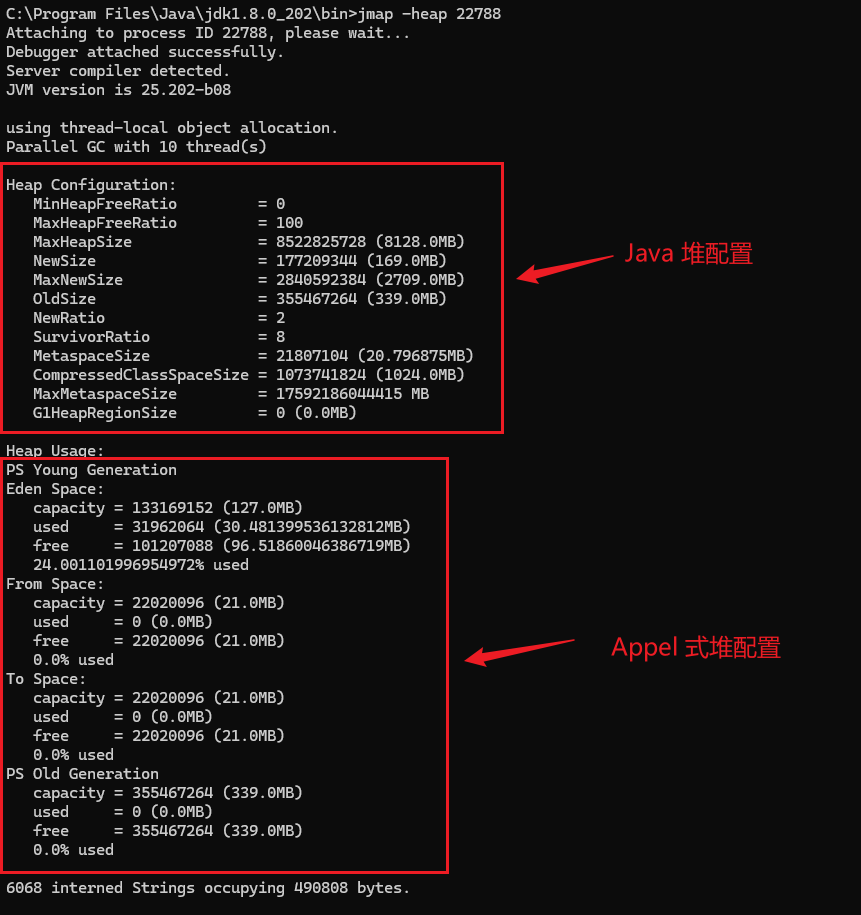 C:\Program Files\Java\jdk1.8.0_202\bin>jmap -heap 22788
Attaching to process ID 22788, please wait...
Debugger attached successfully.
Server compiler detected.
JVM version is 25.202-b08
using thread-local object allocation.
Parallel GC with 10 thread(s)
Heap Configuration:
MinHeapFreeRatio = 0
MaxHeapFreeRatio = 100
MaxHeapSize = 8522825728 (8128.0MB)
NewSize = 177209344 (169.0MB)
MaxNewSize = 2840592384 (2709.0MB)
OldSize = 355467264 (339.0MB)
NewRatio = 2
SurvivorRatio = 8
MetaspaceSize = 21807104 (20.796875MB)
CompressedClassSpaceSize = 1073741824 (1024.0MB)
MaxMetaspaceSize = 17592186044415 MB
G1HeapRegionSize = 0 (0.0MB)
Java 堆配置
Heap Usage:
PS Young Generation
Eden Space:
capacity = 133169152 (127.0MB)
used = 31962064 (30.481399536132812MB)
free = 101207088 (96.51860046386719MB)
24.001101996954972% used
From Space:
capacity = 22020096 (21.0MB)
used = 0 (0.0MB)
free = 22020096 (21.0MB)
0.0% used
To Space:
capacity = 22020096 (21.0MB)
used = 0 (0.0MB)
free = 22020096 (21.0MB)
0.0% used
PS Old Generation
capacity = 355467264 (339.0MB)
used = 0 (0.0MB)
free = 355467264 (339.0MB)
0.0% used
Appel 式堆配置
6068 interned Strings occupying 490808 bytes.